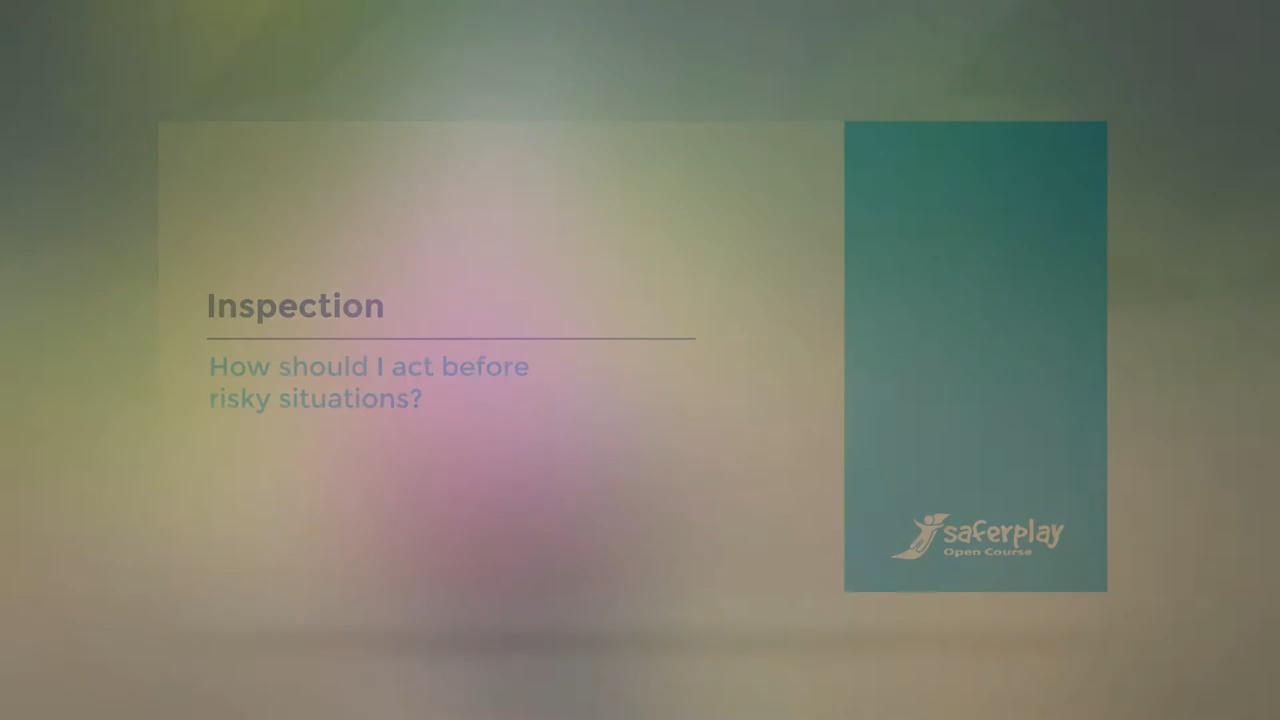 Inspection
How should I act before
risky situations?
saferplay
Open Course